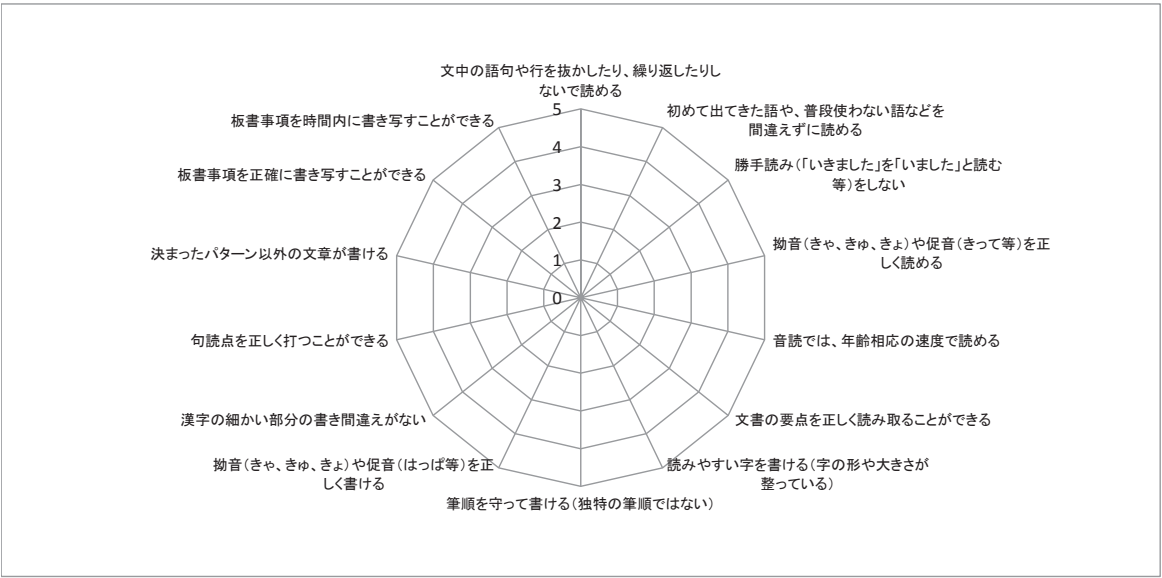 文中の語句や行を抜かしたり、繰り返したりし
ないで読める
初めて出てきた語や、普段使わない語などを
間違えずに読める
勝手読み(「いきました」を「いました」と読む
等)をしない
拗音(きゃ、きゅ、きょ)や促音(きって等)を正
しく読める
音読では、年齢相応の速度で読める
文書の要点を正しく読み取ることができる
読みやすい字を書ける(字の形や大きさが
整っている)
筆順を守って書ける(独特の筆順ではない)
拗音(きゃ、きゅ、きょ)や促音(はっぱ等)を正
しく書ける
漢字の細かい部分の書き間違えがない
句読点を正しく打つことができる
決まったパターン以外の文章が書ける
板書事項を正確に書き写すことができる
板書事項を時間内に書き写すことができる
5
4
3
2
1
0